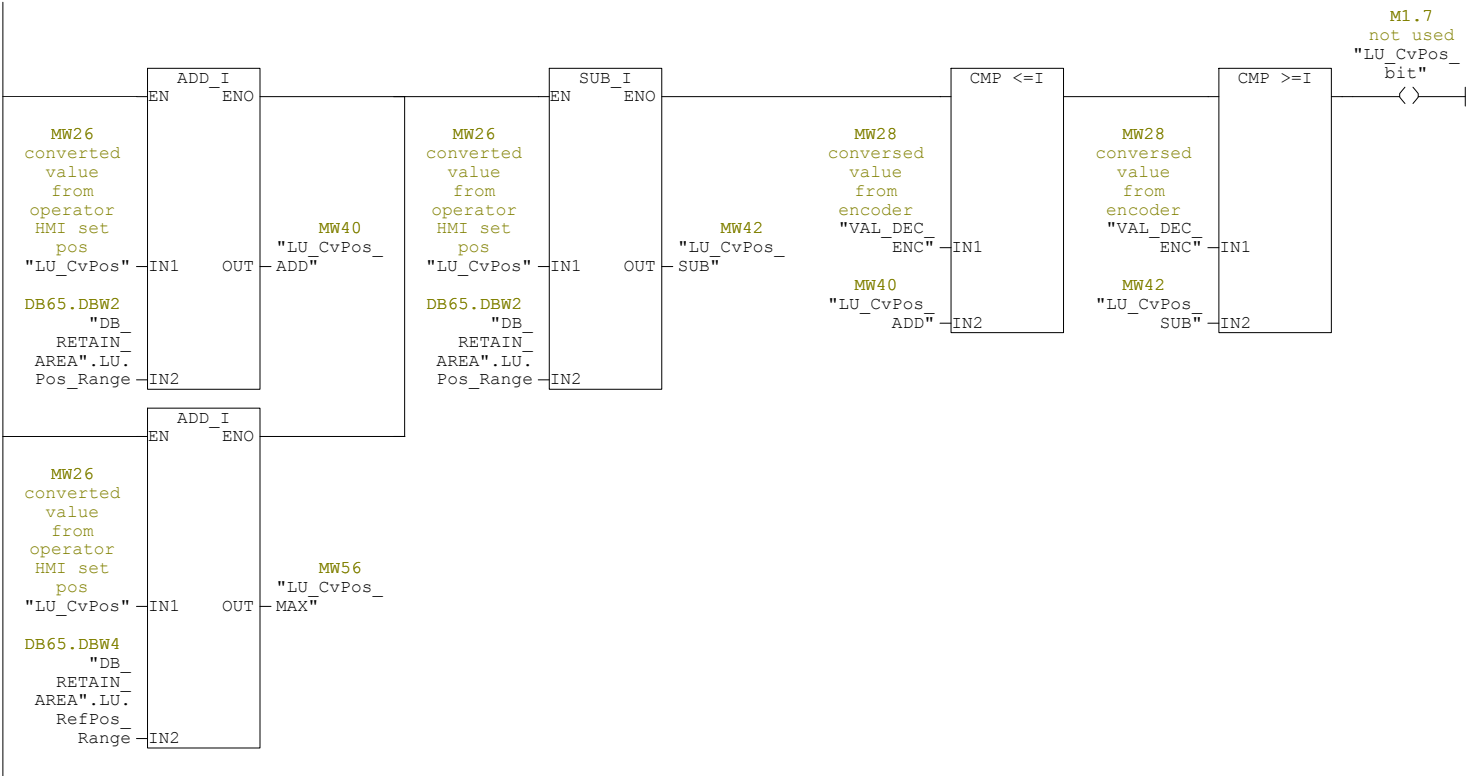 M1.7
not used
"LU_CvPos_
bit"
ADD_I
EN ENO
MW26
converted
value
from
operator
HMI set
pos
"LU_CvPos" IN1
OUT
MW40
"LU_CvPos_
ADD"
DB65.DBW2
"DB_
RETAIN_
AREA".LU.
Pos_Range IN2
SUB_I
EN ENO
MW26
converted
value
from
operator
HMI set
pos
"LU_CvPos" IN1
OUT
MW42
"LU_CvPos_
SUB"
DB65.DBW2
"DB_
RETAIN_
AREA".LU.
Pos_Range IN2
CMP <=I
MW28
conversed
value
from
encoder
"VAL_DEC_
ENC" IN1
MW40
"LU_CvPos_
ADD" IN2
CMP >=I
MW28
conversed
value
from
encoder
"VAL_DEC_
ENC" IN1
MW42
"LU_CvPos_
SUB" IN2
ADD_I
EN ENO
MW26
converted
value
from
operator
HMI set
pos
"LU_CvPos" IN1
OUT
MW56
"LU_CvPos_
MAX"
DB65.DBW4
"DB_
RETAIN_
AREA".LU.
RefPos_
Range IN2